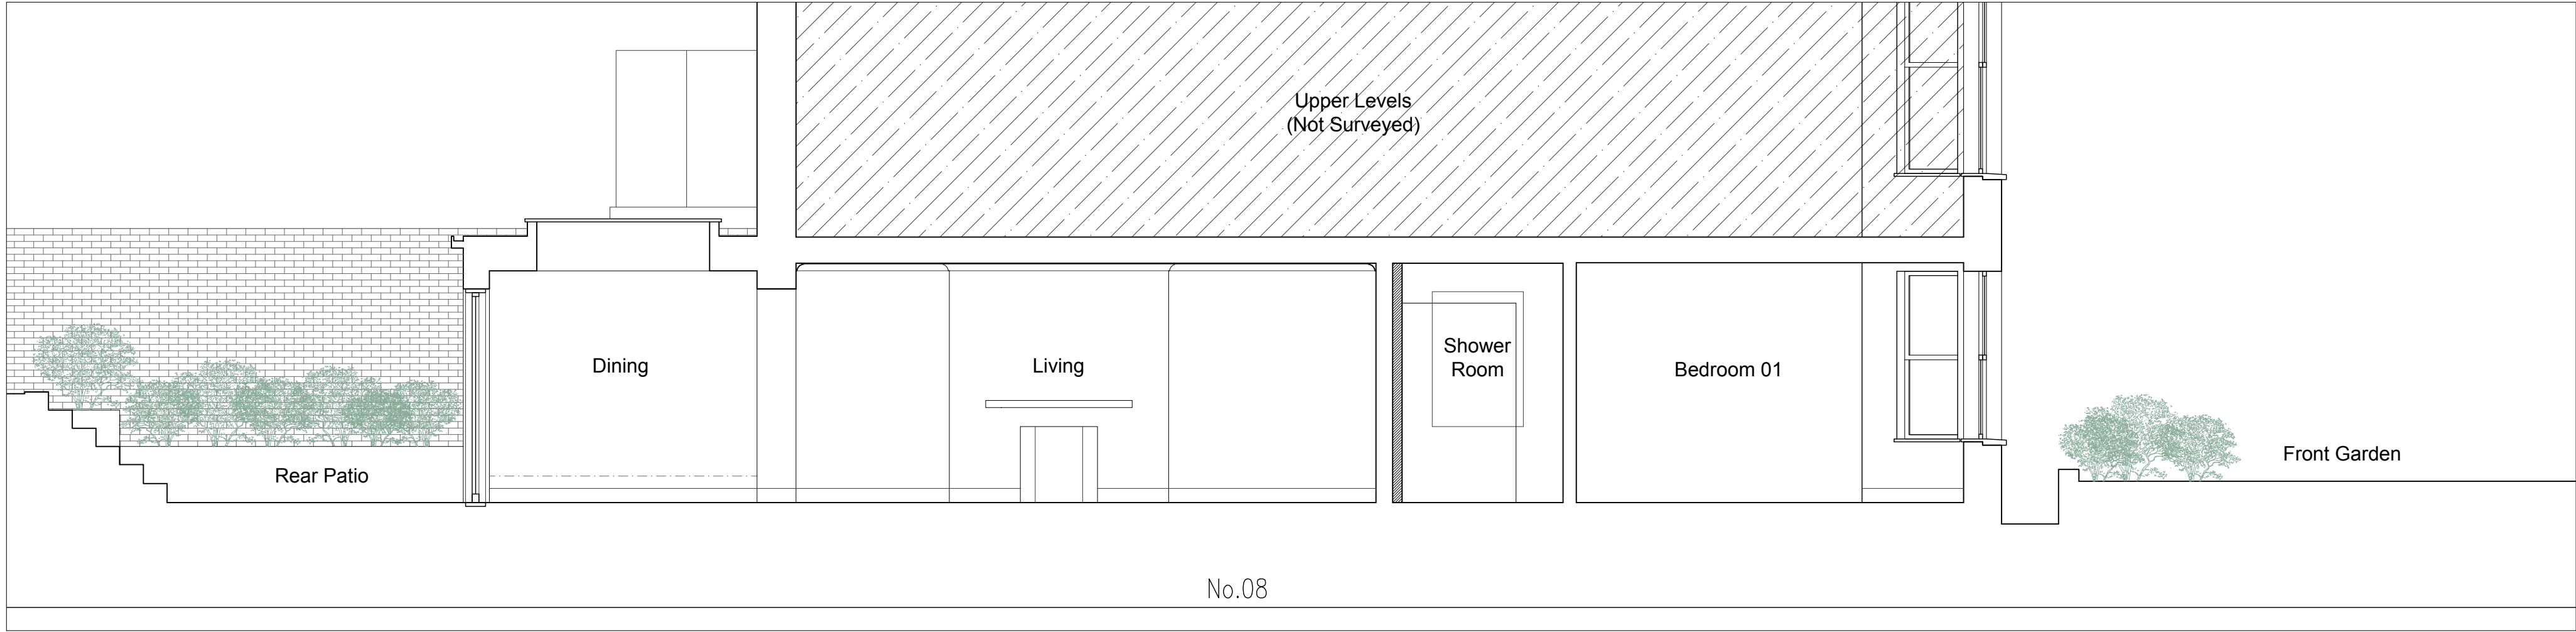 Upper Levels
(Not Surveyed)
Dining
Living
Shower
Room
Bedroom 01
Rear Patio
Front Garden
No.08